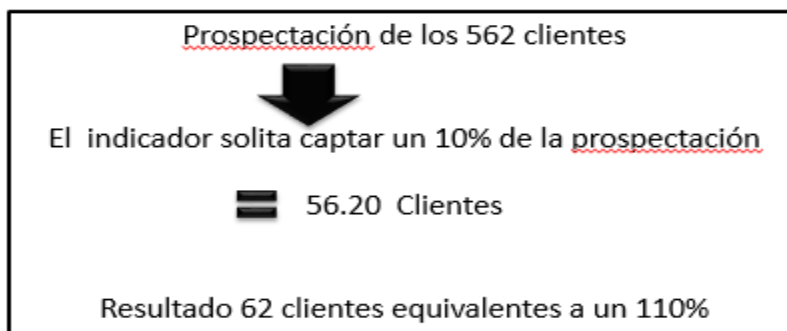 Prospectación de los 562 clientes
El indicador solita captar un 10% de la prospectación
56.20 Clientes
Resultado 62 clientes equivalentes a un 110%